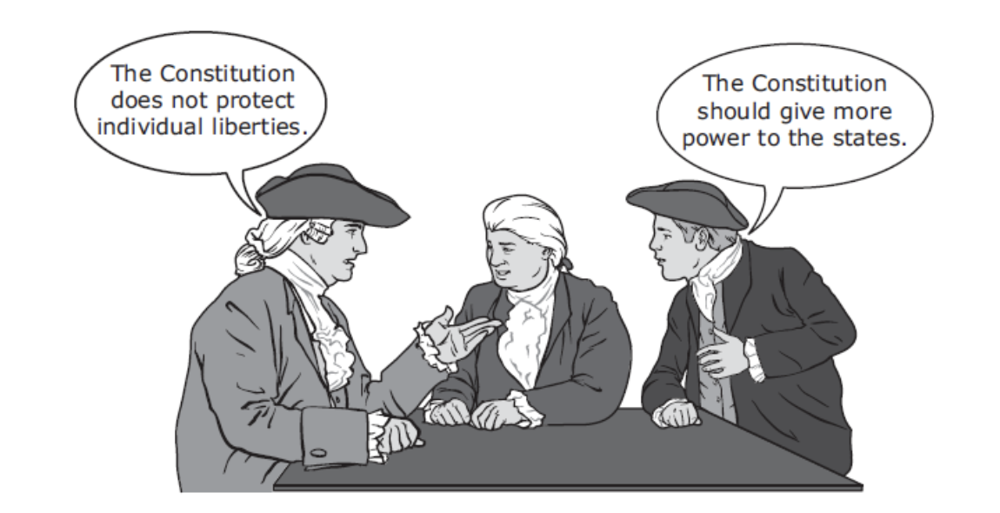 The Constitution
does not protect
individual liberties.
The Constitution
should give more
power to the states.